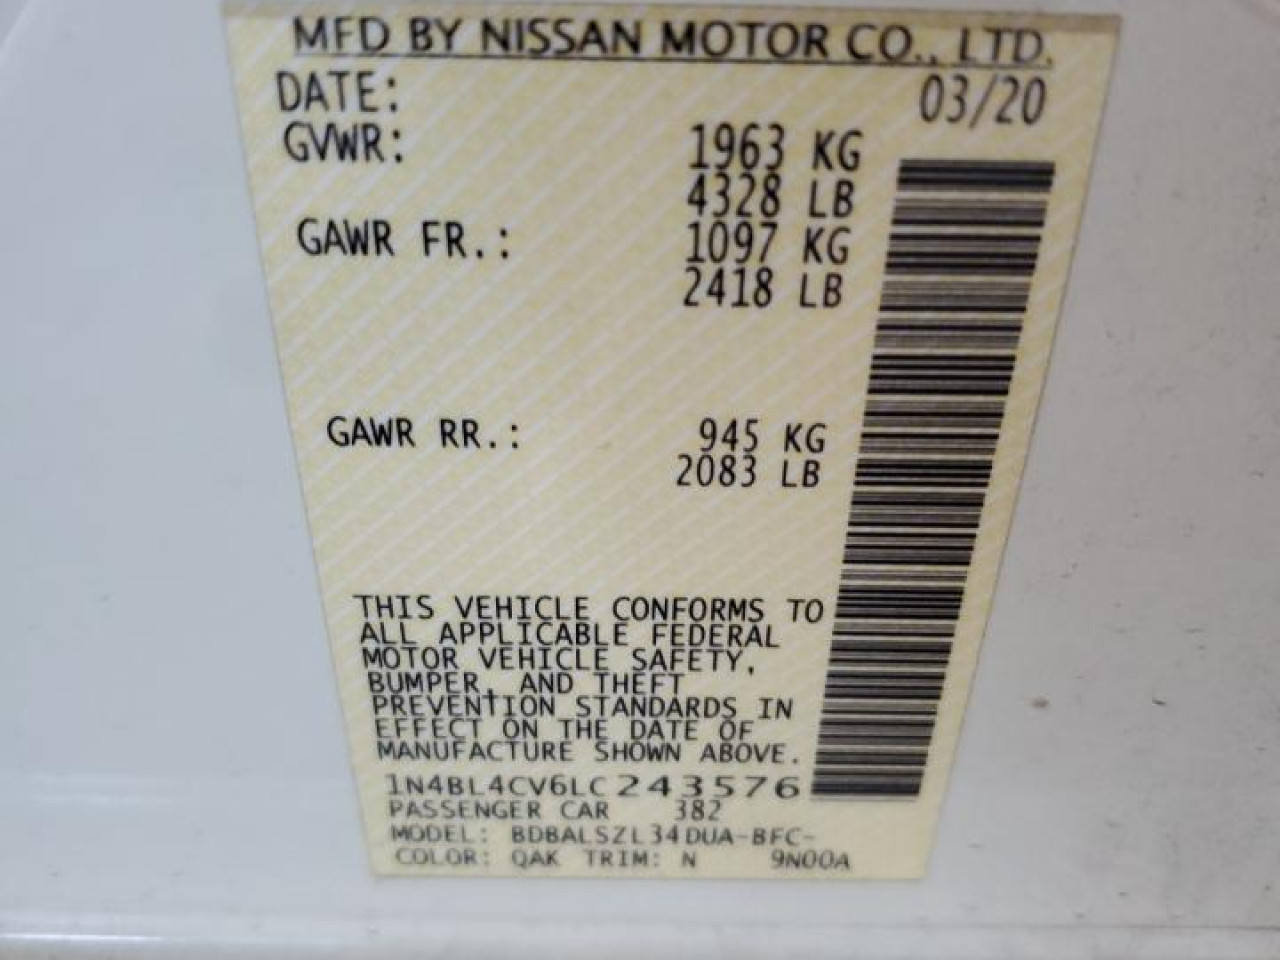 MFD BY NISSAN MOTOR CO., LTD.
DATE: 03/20
GVWR: 1963 KG
4328 LB
GAWR FR.: 1097 KG
2418 LB
GAWR RR.: 945 KG
2083 LB
THIS VEHICLE CONFORMS TO
ALL APPLICABLE FEDERAL
MOTOR VEHICLE SAFETY,
BUMPER, AND THEFT
PREVENTION STANDARDS IN
EFFECT ON THE DATE OF
MANUFACTURE SHOWN ABOVE.
1N4BL4CV6LC243576
PASSENGER CAR 382
MODEL: BDBALSZL34DUA-BFC-
COLOR: QAK TRIM: N 9N00A